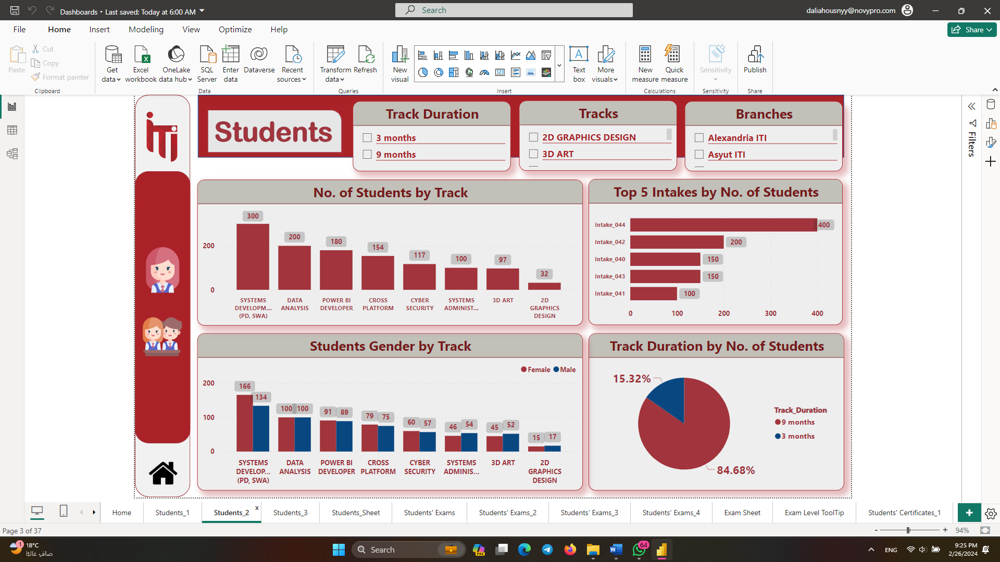 Dashboards • Last saved: Today at 6:00 AM
Search
daliahousnyy@novypro.com
File Home Insert Modeling View Optimize Help
Share
Paste
Cut
Copy
Format painter
Clipboard
Get data
Excel workbook
OneLake data hub
SQL Server
Enter data
Dataverse
Recent sources
Data
Transform data
Refresh
Queries
New visual
Text box
More visuals
Insert
New measure
Quick measure
Calculations
Sensitivity
Sensitivity
Publish
Share
Filters
iTi
Students
Track Duration
3 months
9 months
Tracks
2D GRAPHICS DESIGN
3D ART
Branches
Alexandria ITI
Asyut ITI
No. of Students by Track
200
0
300
200
180
154
117
100
97
32
SYSTEMS DEVELOPM... (PD, SWA)
DATA ANALYSIS
POWER BI DEVELOPER
CROSS PLATFORM
CYBER SECURITY
SYSTEMS ADMINIST...
3D ART
2D GRAPHICS DESIGN
Top 5 Intakes by No. of Students
Intake_044 400
Intake_042 200
Intake_040 150
Intake_043 150
Intake_041 100
0 100 200 300 400
Students Gender by Track
Female Male
200
100
0
166 134
100 100
91 89
79 75
60 57
46 54
45 52
15 17
SYSTEMS DEVELOP... (PD, SWA)
DATA ANALYSIS
POWER BI DEVELOPER
CROSS PLATFORM
CYBER SECURITY
SYSTEMS ADMINIS...
3D ART
2D GRAPHICS DESIGN
Track Duration by No. of Students
15.32%
84.68%
Track_Duration
9 months
3 months
Home
Students_1
Students_2
x
Students_3
Students_Sheet
Students' Exams
Students' Exams_2
Students' Exams_3
Students' Exams_4
Exam Sheet
Exam Level ToolTip
Students' Certificates_1
+
Page 3 of 37
- + 94%
1
18°C
صافٍ غالبًا
Search
PRE
64
ENG
9:25 PM
2/26/2024